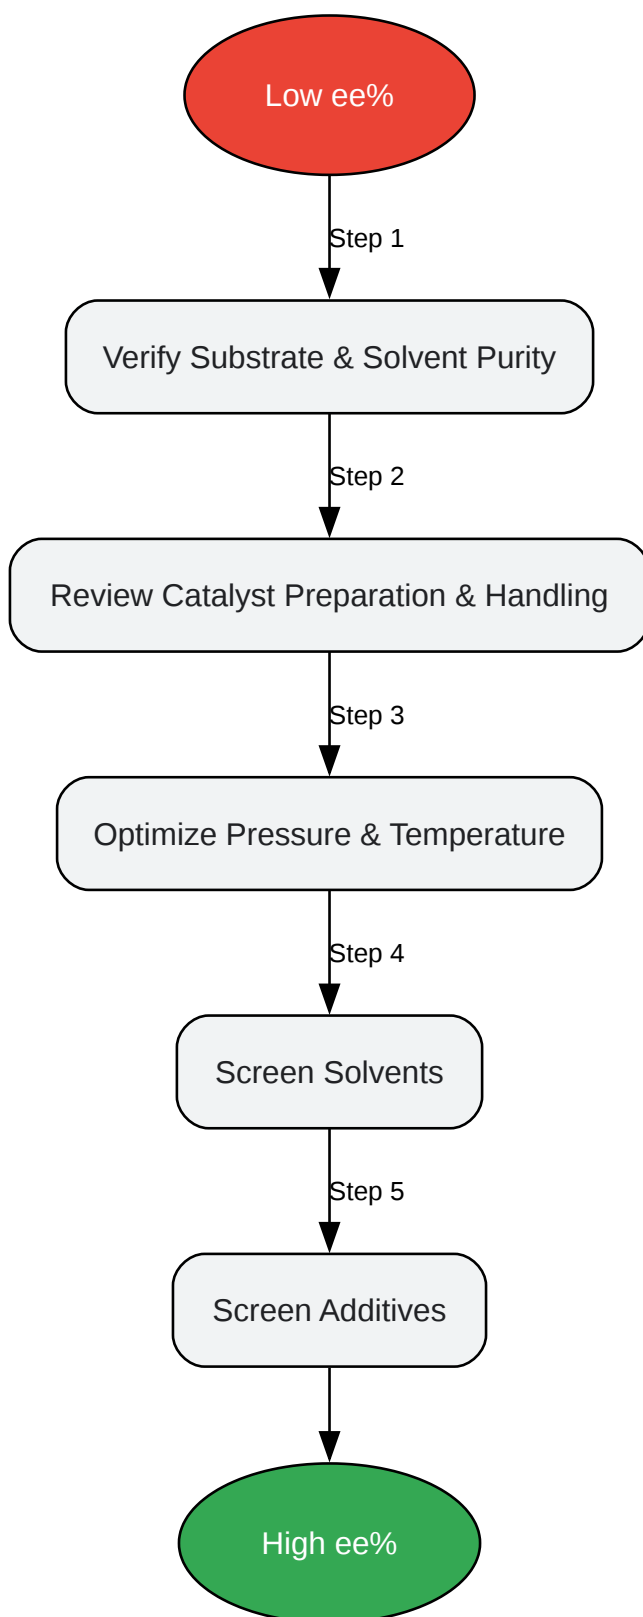 Low ee%
Step 1
Verify Substrate & Solvent Purity
Step 2
Review Catalyst Preparation & Handling
Step 3
Optimize Pressure & Temperature
Step 4
Screen Solvents
Step 5
Screen Additives
High ee%